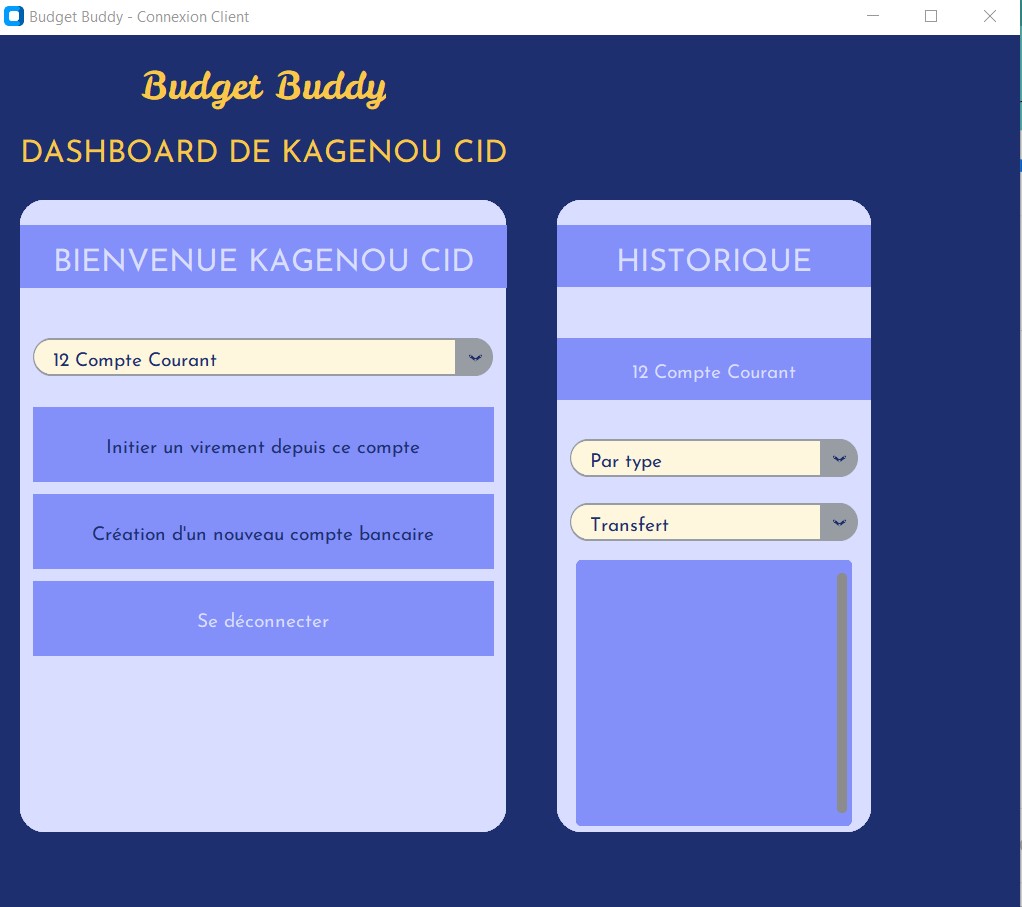 Budget Buddy - Connexion Client
Budget Buddy
DASHBOARD DE KAGENOU CID
BIENVENUE KAGENOU CID
12 Compte Courant
Initier un virement depuis ce compte
Création d'un nouveau compte bancaire
Se déconnecter
HISTORIQUE
12 Compte Courant
Par type
Transfert